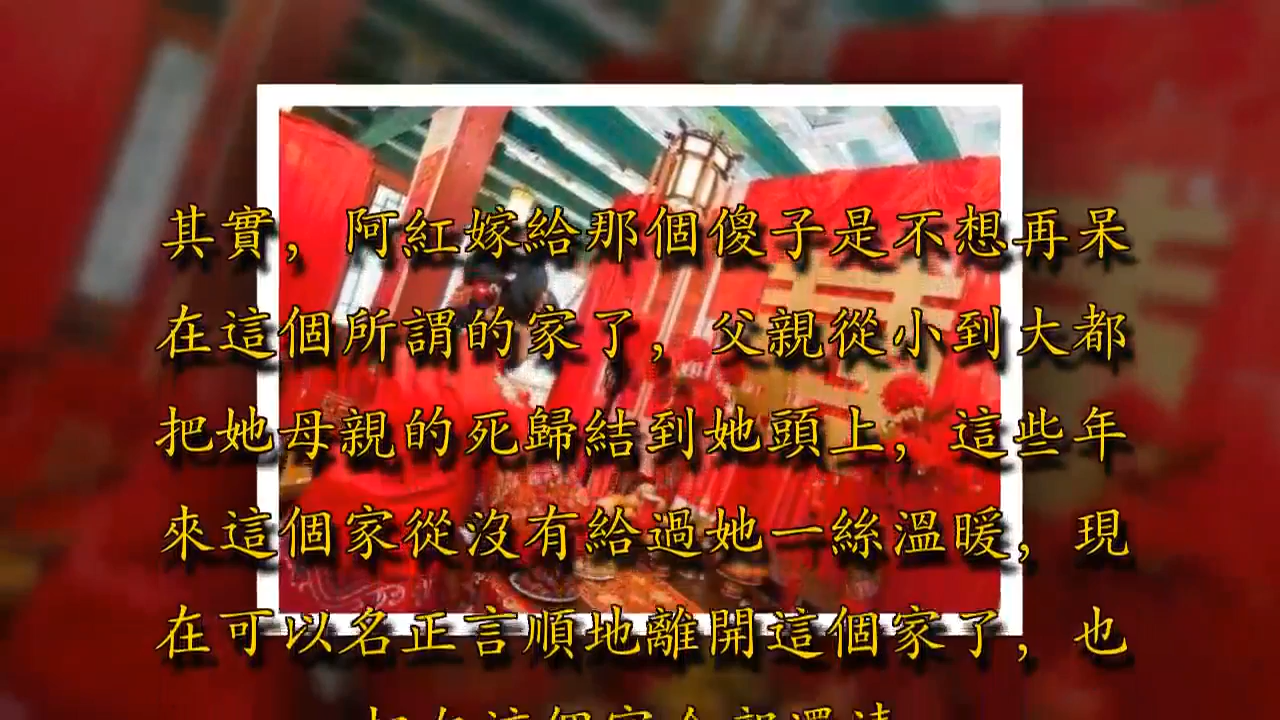 其實，阿紅嫁給那個傻子是不想再呆
在這個所謂的家了，父親從小到大都
把她母親的死歸結到她頭上，這些年
來這個家從沒有給過她一絲溫暖，現
在可以名正言順地離開這個家了，也